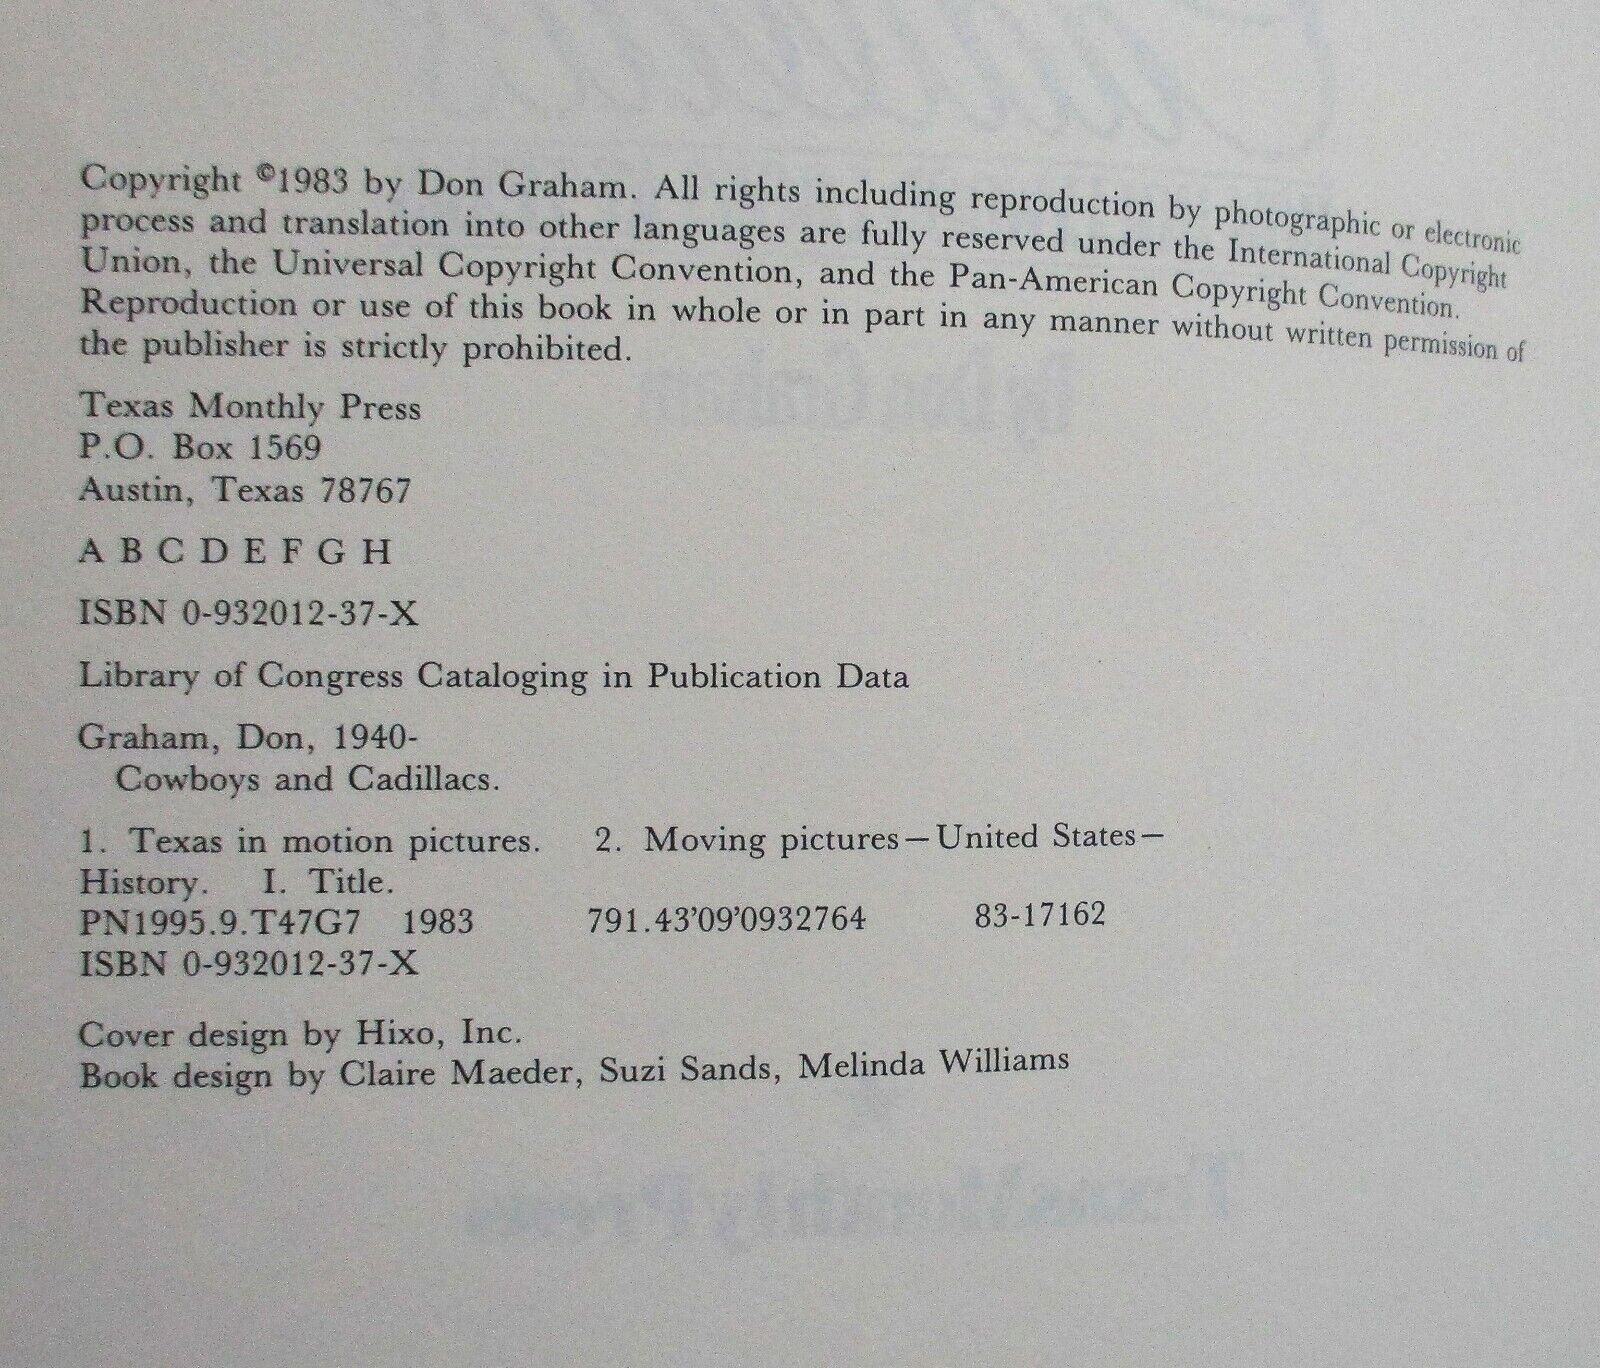 Copyright ©1983 by Don Graham. All rights including reproduction by photographic or electronic
process and translation into other languages are fully reserved under the International Copyright
Union, the Universal Copyright Convention, and the Pan-American Copyright Convention.
Reproduction or use of this book in whole or in part in any manner without written permission of
the publisher is strictly prohibited.
Texas Monthly Press
P.O. Box 1569
Austin, Texas 78767
A B C D E F G H
ISBN 0-932012-37-X
Library of Congress Cataloging in Publication Data
Graham, Don, 1940-
Cowboys and Cadillacs.
1. Texas in motion pictures. 2. Moving pictures—United States—
History. I. Title.
PN1995.9.T47G7 1983 791.43'09'0932764 83-17162
ISBN 0-932012-37-X
Cover design by Hixo, Inc.
Book design by Claire Maeder, Suzi Sands, Melinda Williams